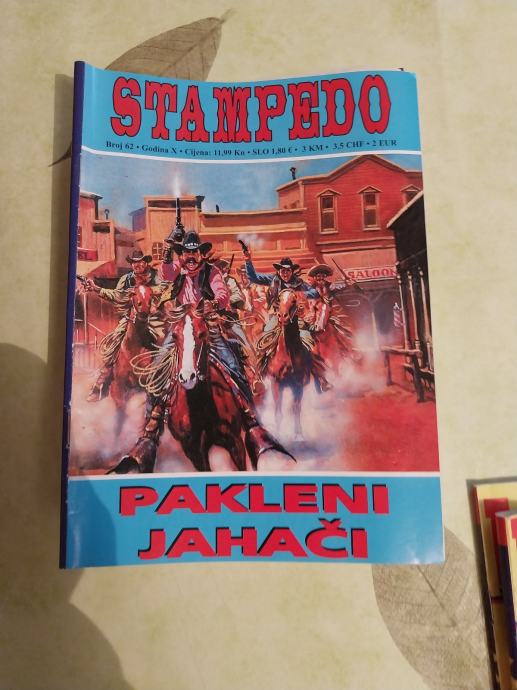 STAMPEDO
Broj 62 • Godina X • Cijena: 11,99 Kn • SLO 1,80 € • 3 KM • 3,5 CHF • 2 EUR
SALOON
PAKLENI
JAHAČI